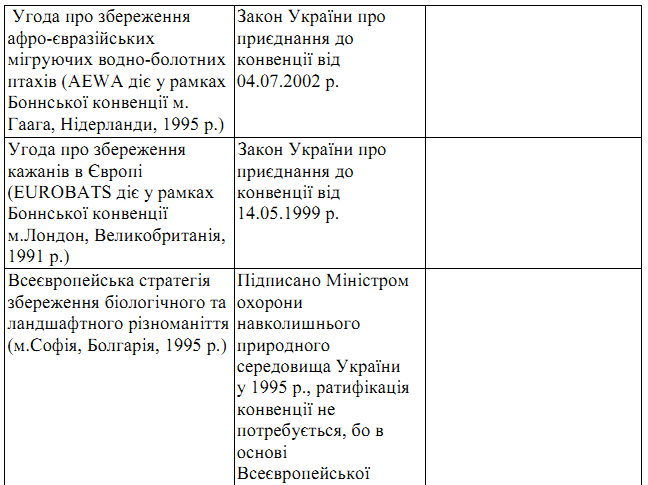 Угода про збереження
афро-євразійських
мігруючих водно-болотних
птахів (AEWA діє у рамках
Боннської конвенції м.
Гаага, Нідерланди, 1995 р.)
Закон України про
приєднання до
конвенції від
04.07.2002 р.
Угода про збереження
кажанів в Європі
(EUROBATS діє у рамках
Боннської конвенції
м.Лондон, Великобританія,
1991 р.)
Закон України про
приєднання до
конвенції від
14.05.1999 р.
Всеєвропейська стратегія
збереження біологічного та
ландшафтного різноманіття
(м.Софія, Болгарія, 1995 р.)
Підписано Міністром
охорони
навколишнього
природного
середовища України
у 1995 р., ратифікація
конвенції не
потребується, бо в
основі
Всеєвропейської